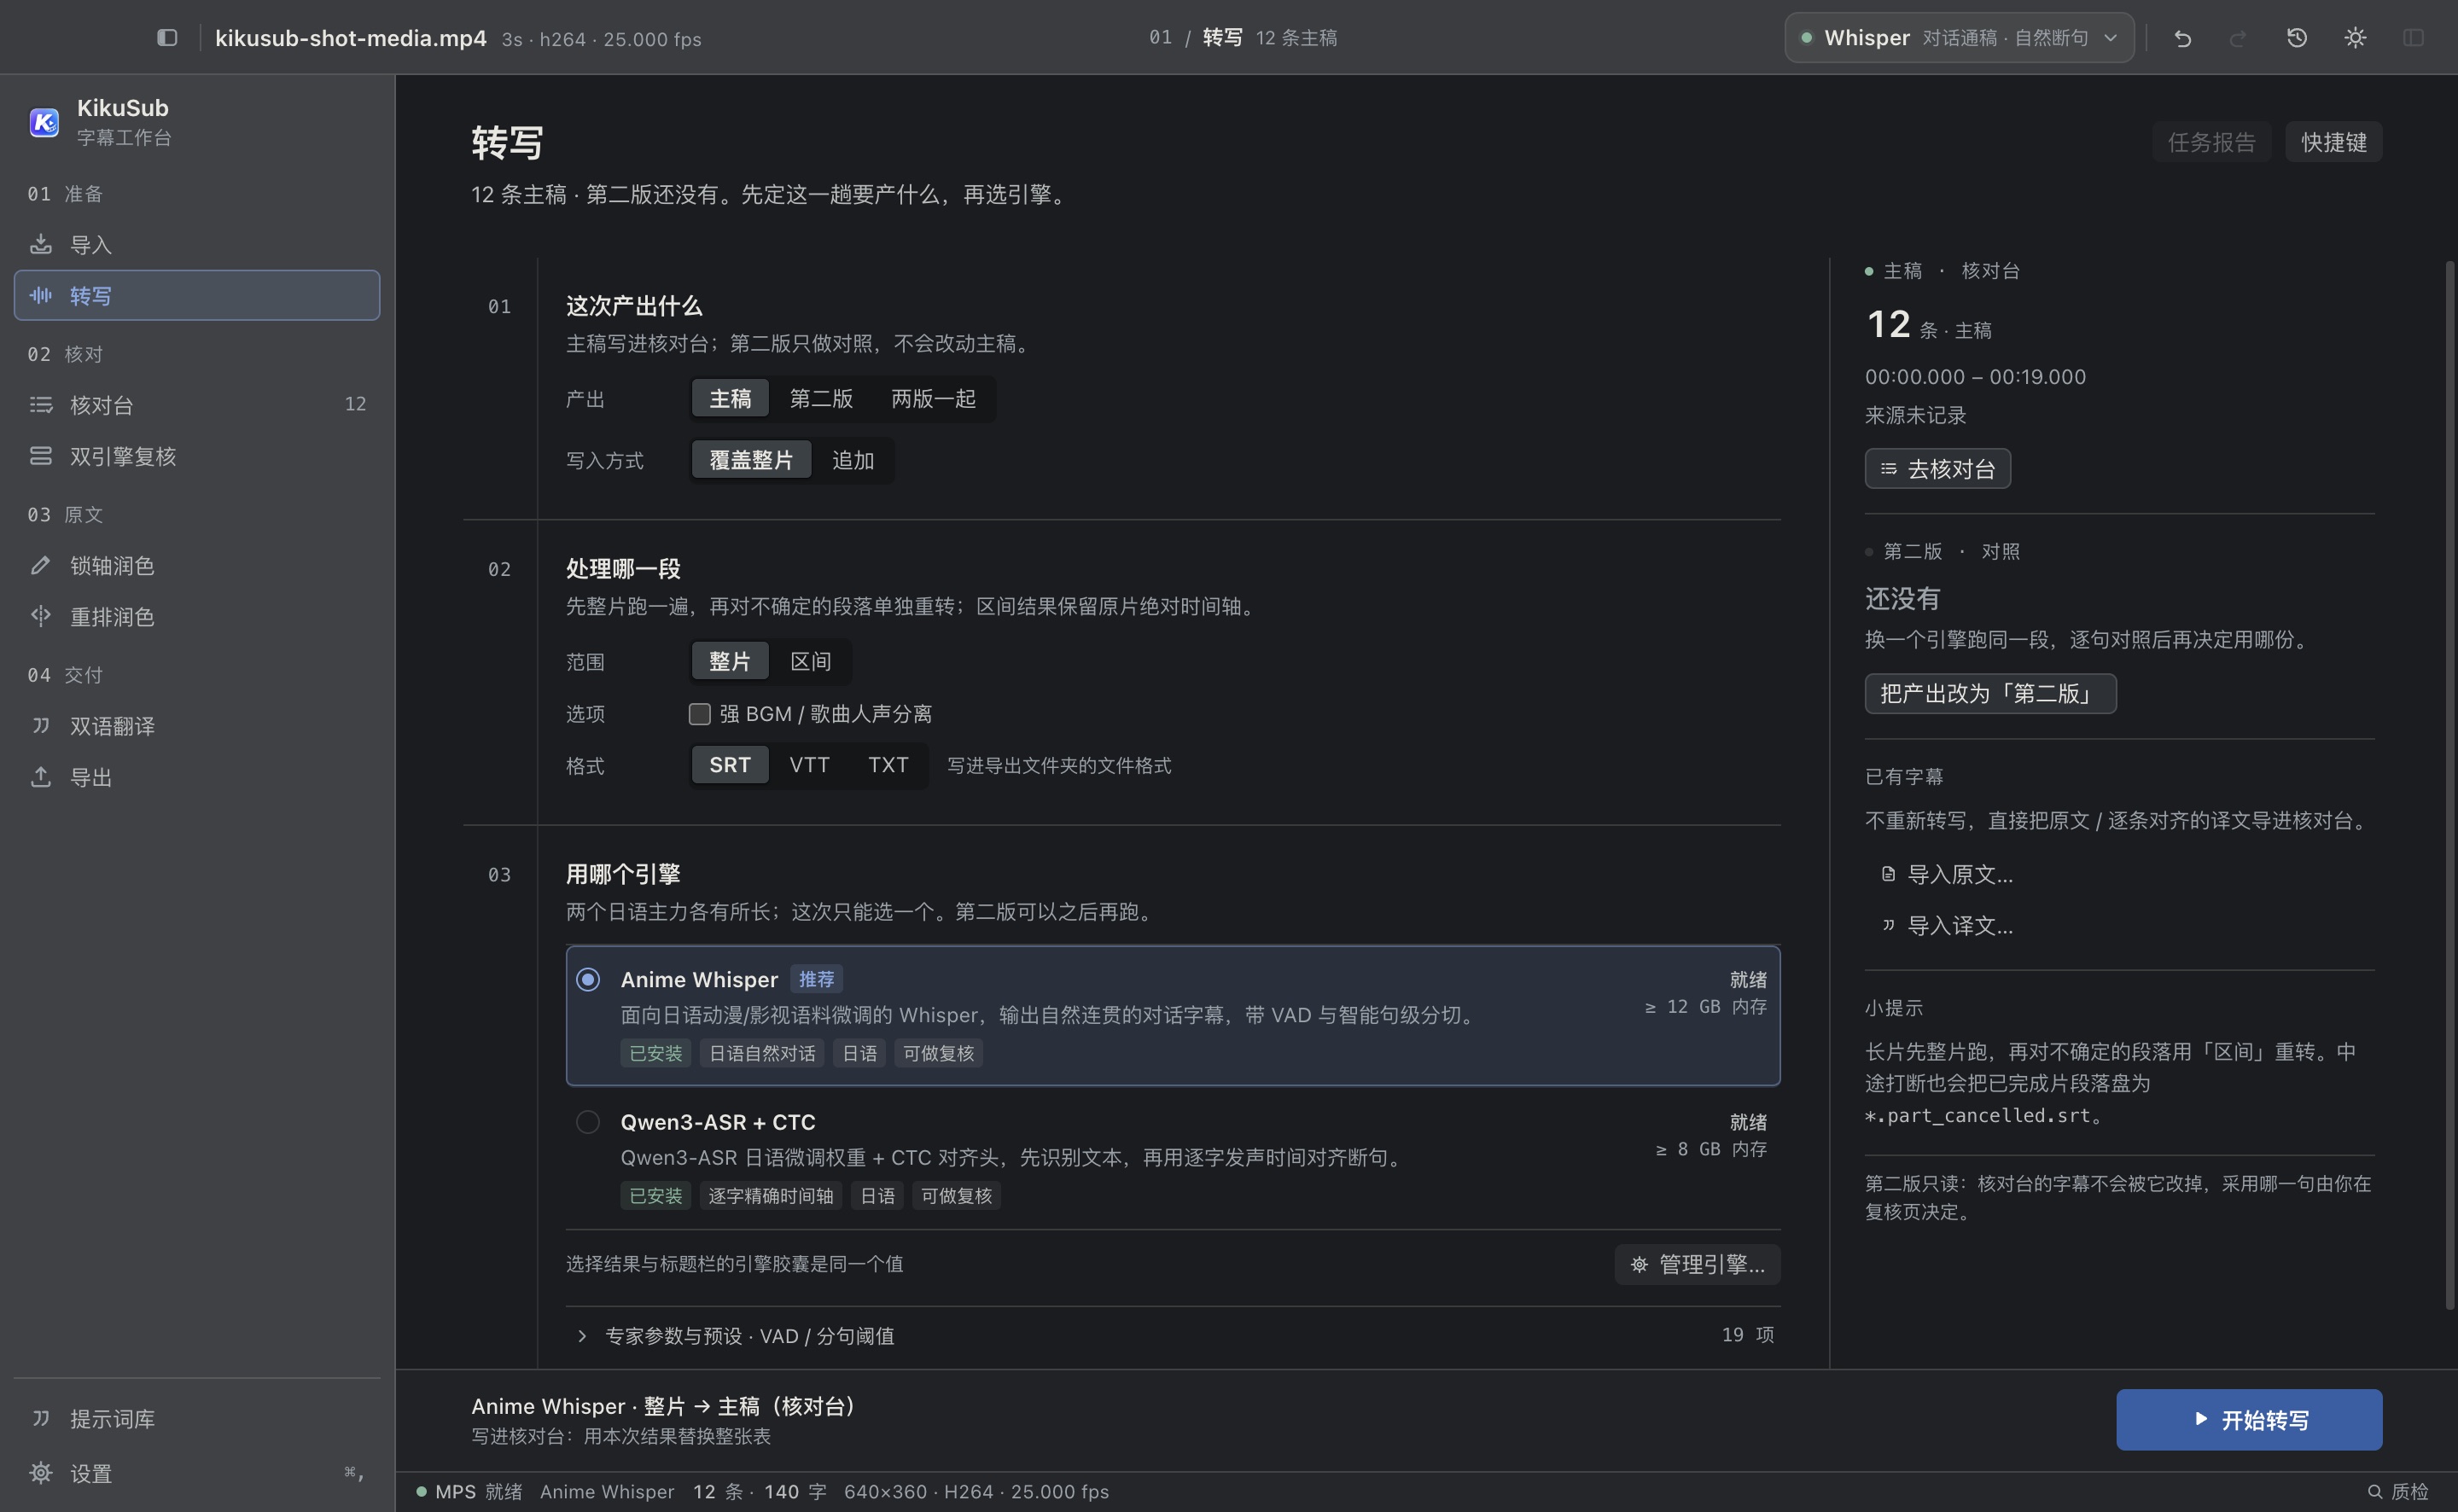 kikusub-shot-media.mp4 3s · h264 · 25.000 fps
01 / 转写 12 条主稿
Whisper 对话通稿 · 自然断句
KikuSub
字幕工作台
01 准备
导入
转写
02 核对
核对台 12
双引擎复核
03 原文
锁轴润色
重排润色
04 交付
双语翻译
导出
提示词库
设置 ⌘,
转写
12 条主稿 · 第二版还没有。先定这一趟要产什么，再选引擎。
任务报告 快捷键
01 这次产出什么
主稿写进核对台；第二版只做对照，不会改动主稿。
产出 主稿 第二版 两版一起
写入方式 覆盖整片 追加
02 处理哪一段
先整片跑一遍，再对不确定的段落单独重转；区间结果保留原片绝对时间轴。
范围 整片 区间
选项 强 BGM / 歌曲人声分离
格式 SRT VTT TXT 写进导出文件夹的文件格式
03 用哪个引擎
两个日语主力各有所长；这次只能选一个。第二版可以之后再跑。
Anime Whisper 推荐 就绪
面向日语动漫/影视语料微调的 Whisper，输出自然连贯的对话字幕，带 VAD 与智能句级分切。 ≥ 12 GB 内存
已安装 日语自然对话 日语 可做复核
Qwen3-ASR + CTC 就绪
Qwen3-ASR 日语微调权重 + CTC 对齐头，先识别文本，再用逐字发声时间对齐断句。 ≥ 8 GB 内存
已安装 逐字精确时间轴 日语 可做复核
选择结果与标题栏的引擎胶囊是同一个值 管理引擎...
专家参数与预设 · VAD / 分句阈值 19 项
主稿 · 核对台
12 条 · 主稿
00:00.000 – 00:19.000
来源未记录
去核对台
第二版 · 对照
还没有
换一个引擎跑同一段，逐句对照后再决定用哪份。
把产出改为「第二版」
已有字幕
不重新转写，直接把原文 / 逐条对齐的译文导进核对台。
导入原文...
导入译文...
小提示
长片先整片跑，再对不确定的段落用「区间」重转。中
途打断也会把已完成片段落盘为
*.part_cancelled.srt。
第二版只读：核对台的字幕不会被它改掉，采用哪一句由你在
复核页决定。
Anime Whisper · 整片 → 主稿（核对台）
写进核对台：用本次结果替换整张表
开始转写
MPS 就绪 Anime Whisper 12 条 · 140 字 640×360 · H264 · 25.000 fps
质检